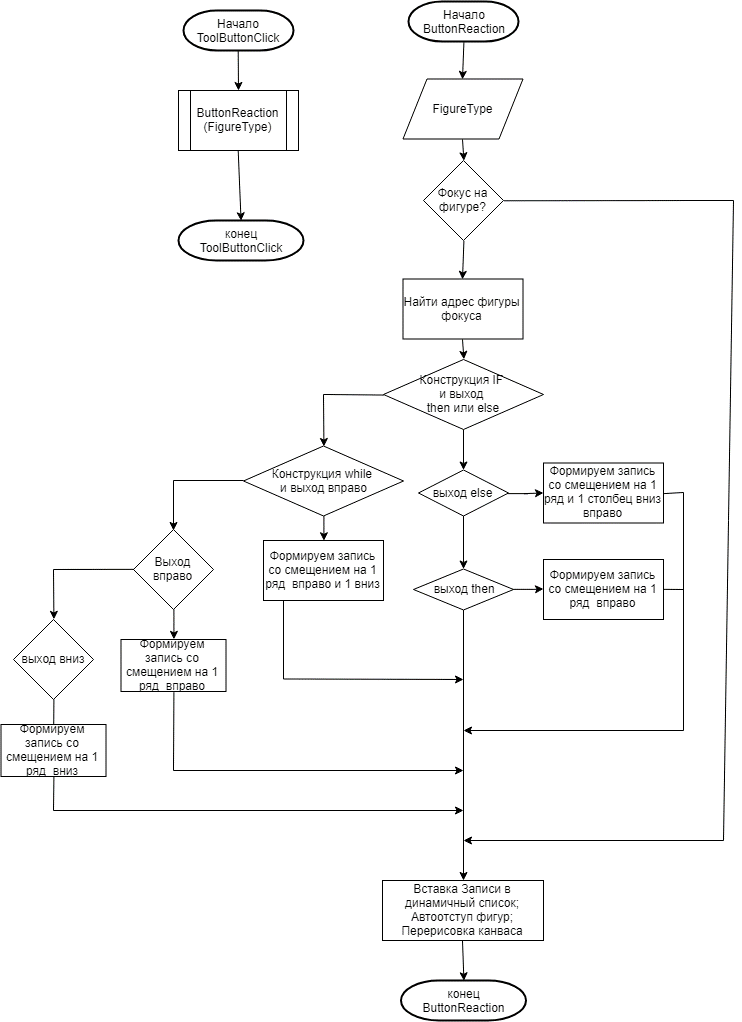 Начало
ToolButtonClick
ButtonReaction
(FigureType)
конец
ToolButtonClick
Начало
ButtonReaction
FigureType
Фокус на
фигуре?
Найти адрес фигуры
фокуса
Конструкция IF
и выход
then или else
Конструкция while
и выход вправо
выход else
Формируем запись
со смещением на 1
ряд и 1 столбец вниз
вправо
Выход
вправо
Формируем запись
со смещением на 1
ряд вправо и 1 вниз
выход then
Формируем запись
со смещением на 1
ряд вправо
выход вниз
Формируем
запись со
смещением на 1
ряд вправо
Формируем
запись со
смещением на 1
ряд вниз
Вставка Записи в
динамичный список;
Автоотступ фигур;
Перерисовка канваса
конец
ButtonReaction